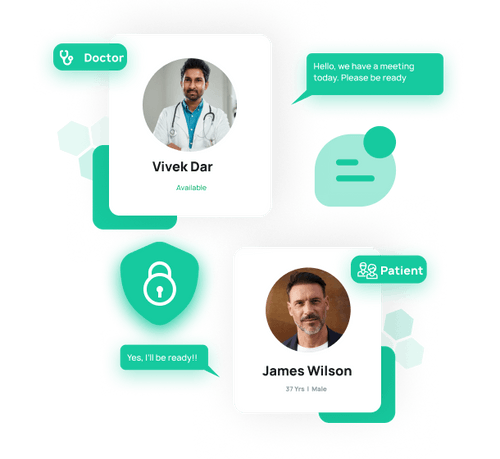 Doctor
Hello, we have a meeting
today. Please be ready
Vivek Dar
Available
Patient
Yes, I'll be ready!!
James Wilson
37 Yrs | Male